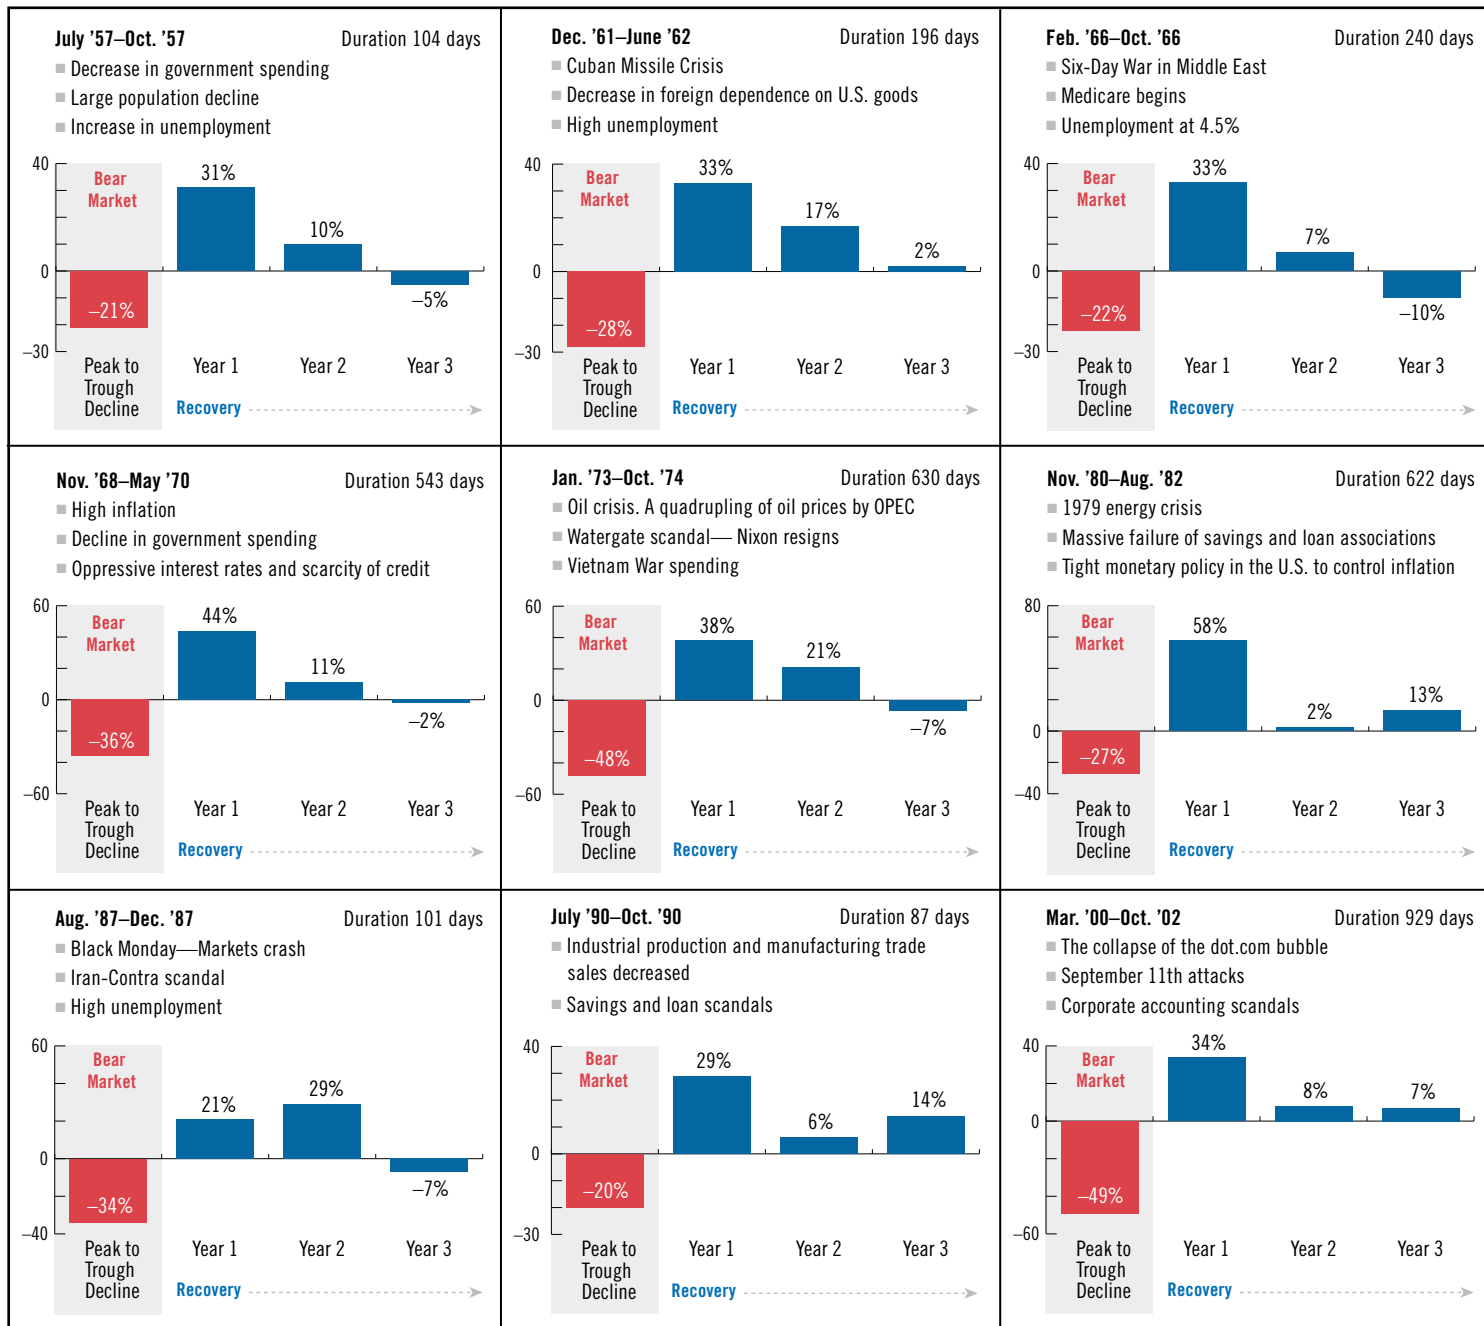 July ’57–Oct. ’57 Duration 104 days
Decrease in government spending
Large population decline
Increase in unemployment
40
0
–30
Bear
Market
–21%
31%
10%
–5%
Peak to
Trough
Decline
Year 1
Year 2
Year 3
Recovery
Dec. ’61–June ’62 Duration 196 days
Cuban Missile Crisis
Decrease in foreign dependence on U.S. goods
High unemployment
40
0
–30
Bear
Market
–28%
33%
17%
2%
Peak to
Trough
Decline
Year 1
Year 2
Year 3
Recovery
Feb. ’66–Oct. ’66 Duration 240 days
Six-Day War in Middle East
Medicare begins
Unemployment at 4.5%
40
0
–30
Bear
Market
–22%
33%
7%
–10%
Peak to
Trough
Decline
Year 1
Year 2
Year 3
Recovery
Nov. ’68–May ’70 Duration 543 days
High inflation
Decline in government spending
Oppressive interest rates and scarcity of credit
60
0
–60
Bear
Market
–36%
44%
11%
–2%
Peak to
Trough
Decline
Year 1
Year 2
Year 3
Recovery
Jan. ’73–Oct. ’74 Duration 630 days
Oil crisis. A quadrupling of oil prices by OPEC
Watergate scandal— Nixon resigns
Vietnam War spending
60
0
–60
Bear
Market
–48%
38%
21%
–7%
Peak to
Trough
Decline
Year 1
Year 2
Year 3
Recovery
Nov. ’80–Aug. ’82 Duration 622 days
1979 energy crisis
Massive failure of savings and loan associations
Tight monetary policy in the U.S. to control inflation
80
0
–40
Bear
Market
–27%
58%
2%
13%
Peak to
Trough
Decline
Year 1
Year 2
Year 3
Recovery
Aug. ’87–Dec. ’87 Duration 101 days
Black Monday—Markets crash
Iran-Contra scandal
High unemployment
60
0
–40
Bear
Market
–34%
21%
29%
–7%
Peak to
Trough
Decline
Year 1
Year 2
Year 3
Recovery
July ’90–Oct. ’90 Duration 87 days
Industrial production and manufacturing trade
sales decreased
Savings and loan scandals
40
0
–30
Bear
Market
–20%
29%
6%
14%
Peak to
Trough
Decline
Year 1
Year 2
Year 3
Recovery
Mar. ’00–Oct. ’02 Duration 929 days
The collapse of the dot.com bubble
September 11th attacks
Corporate accounting scandals
40
0
–60
Bear
Market
–49%
34%
8%
7%
Peak to
Trough
Decline
Year 1
Year 2
Year 3
Recovery